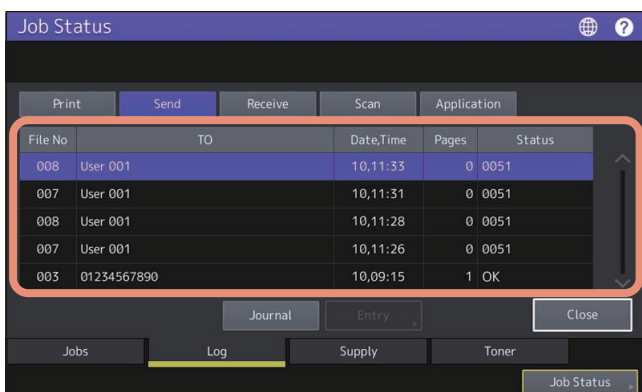 Job Status
?
Print Send Receive Scan Application
File No TO Date,Time Pages Status
008 User 001 10,11:33 0 0051
007 User 001 10,11:31 0 0051
008 User 001 10,11:28 0 0051
007 User 001 10,11:26 0 0051
003 01234567890 10,09:15 1 OK
Journal Entry Close
Jobs Log Supply Toner
Job Status